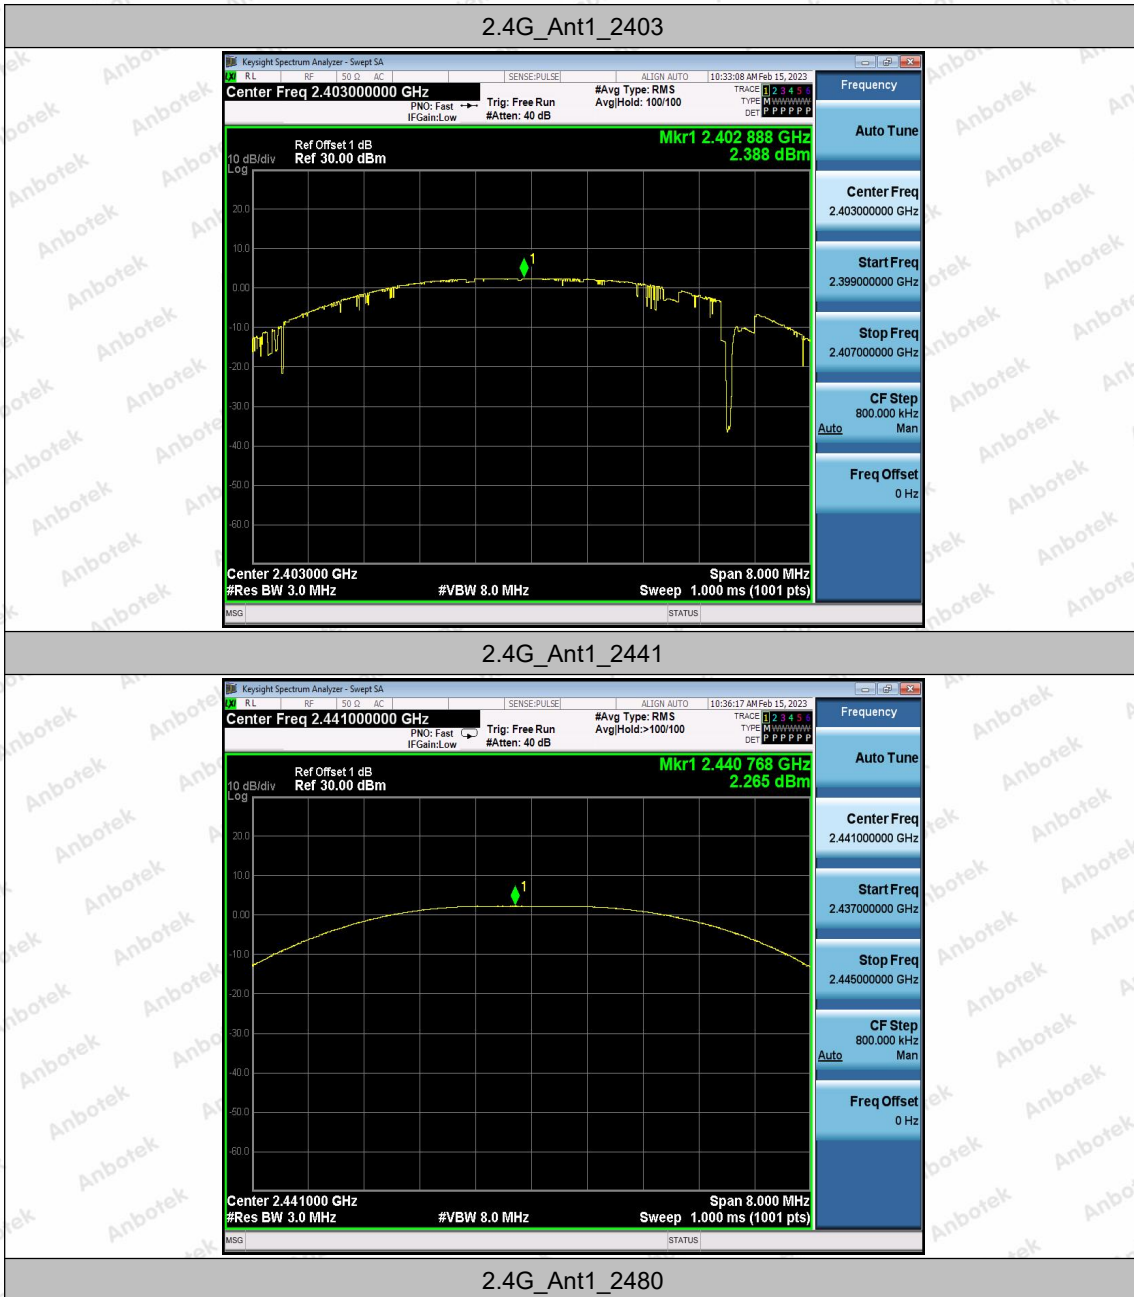 2.4G_Ant1_2403
Keysight Spectrum Analyzer - Swept SA
LXI RL RF 50 Ω AC SENSE:PULSE ALIGN AUTO 10:33:08 AM Feb 15, 2023
Center Freq 2.403000000 GHz
PNO: Fast
IFGain:Low
Trig: Free Run
#Atten: 40 dB
#Avg Type: RMS
Avg|Hold: 100/100
TRACE 1 2 3 4 5 6
TYPE M WWWWW
DET P P P P P P
Frequency
Auto Tune
Center Freq
2.403000000 GHz
Start Freq
2.399000000 GHz
Stop Freq
2.407000000 GHz
CF Step
800.000 kHz
Auto Man
Freq Offset
0 Hz
Mkr1 2.402 888 GHz
2.388 dBm
Ref Offset 1 dB
10 dB/div Ref 30.00 dBm
Log
20.0
10.0
0.00
-10.0
-20.0
-30.0
-40.0
-50.0
-60.0
1
Center 2.403000 GHz Span 8.000 MHz
#Res BW 3.0 MHz #VBW 8.0 MHz Sweep 1.000 ms (1001 pts)
MSG STATUS
2.4G_Ant1_2441
Keysight Spectrum Analyzer - Swept SA
LXI RL RF 50 Ω AC SENSE:PULSE ALIGN AUTO 10:36:17 AM Feb 15, 2023
Center Freq 2.441000000 GHz
PNO: Fast
IFGain:Low
Trig: Free Run
#Atten: 40 dB
#Avg Type: RMS
Avg|Hold:>100/100
TRACE 1 2 3 4 5 6
TYPE M WWWWW
DET P P P P P P
Frequency
Auto Tune
Center Freq
2.441000000 GHz
Start Freq
2.437000000 GHz
Stop Freq
2.445000000 GHz
CF Step
800.000 kHz
Auto Man
Freq Offset
0 Hz
Mkr1 2.440 768 GHz
2.265 dBm
Ref Offset 1 dB
10 dB/div Ref 30.00 dBm
Log
20.0
10.0
0.00
-10.0
-20.0
-30.0
-40.0
-50.0
-60.0
1
Center 2.441000 GHz Span 8.000 MHz
#Res BW 3.0 MHz #VBW 8.0 MHz Sweep 1.000 ms (1001 pts)
MSG STATUS
2.4G_Ant1_2480
Anbotek